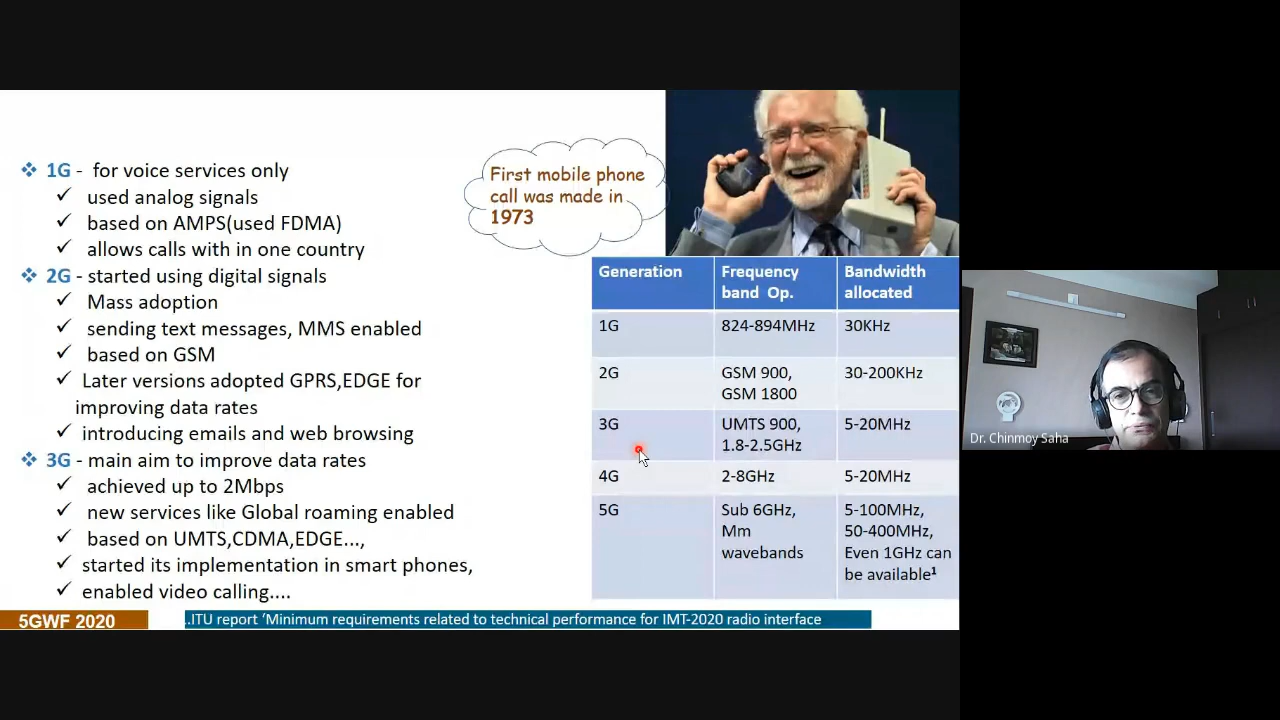 ❖ 1G - for voice services only
✓ used analog signals
✓ based on AMPS(used FDMA)
✓ allows calls with in one country
❖ 2G - started using digital signals
✓ Mass adoption
✓ sending text messages, MMS enabled
✓ based on GSM
✓ Later versions adopted GPRS,EDGE for
improving data rates
✓ introducing emails and web browsing
❖ 3G - main aim to improve data rates
✓ achieved up to 2Mbps
✓ new services like Global roaming enabled
✓ based on UMTS,CDMA,EDGE...,
✓ started its implementation in smart phones,
✓ enabled video calling....
First mobile phone
call was made in
1973
Generation Frequency band Op. Bandwidth allocated
1G 824-894MHz 30KHz
2G GSM 900, GSM 1800 30-200KHz
3G UMTS 900, 1.8-2.5GHz 5-20MHz
4G 2-8GHz 5-20MHz
5G Sub 6GHz, Mm wavebands 5-100MHz, 50-400MHz, Even 1GHz can be available¹
5GWF 2020
..ITU report ‘Minimum requirements related to technical performance for IMT-2020 radio interface
Dr. Chinmoy Saha